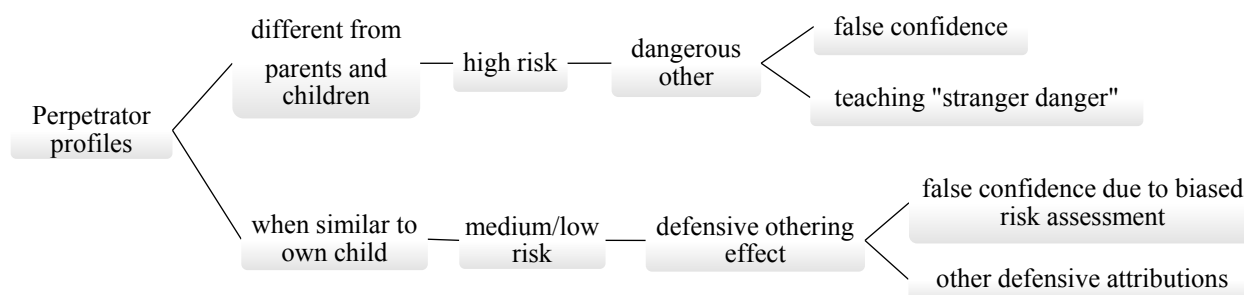 Perpetrator
profiles
different from
parents and
children
high risk
dangerous
other
false confidence
teaching "stranger danger"
when similar to
own child
medium/low
risk
defensive othering
effect
false confidence due to biased
risk assessment
other defensive attributions